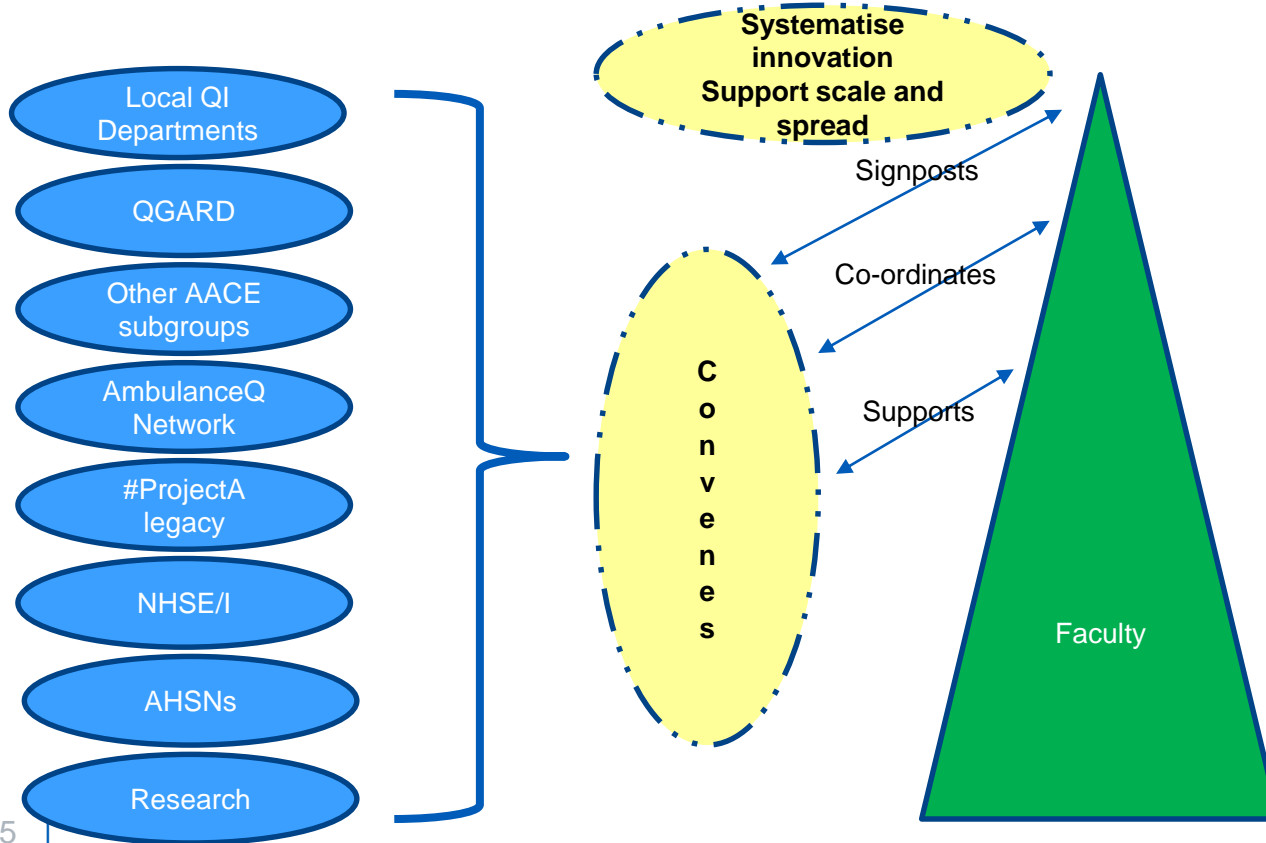 Local QI
Departments
QGARD
Other AACE
subgroups
AmbulanceQ
Network
#ProjectA
legacy
NHSE/I
AHSNs
Research
Systematise
innovation
Support scale and
spread
Signposts
Co-ordinates
Supports
C
o
n
v
e
n
e
s
Faculty
5